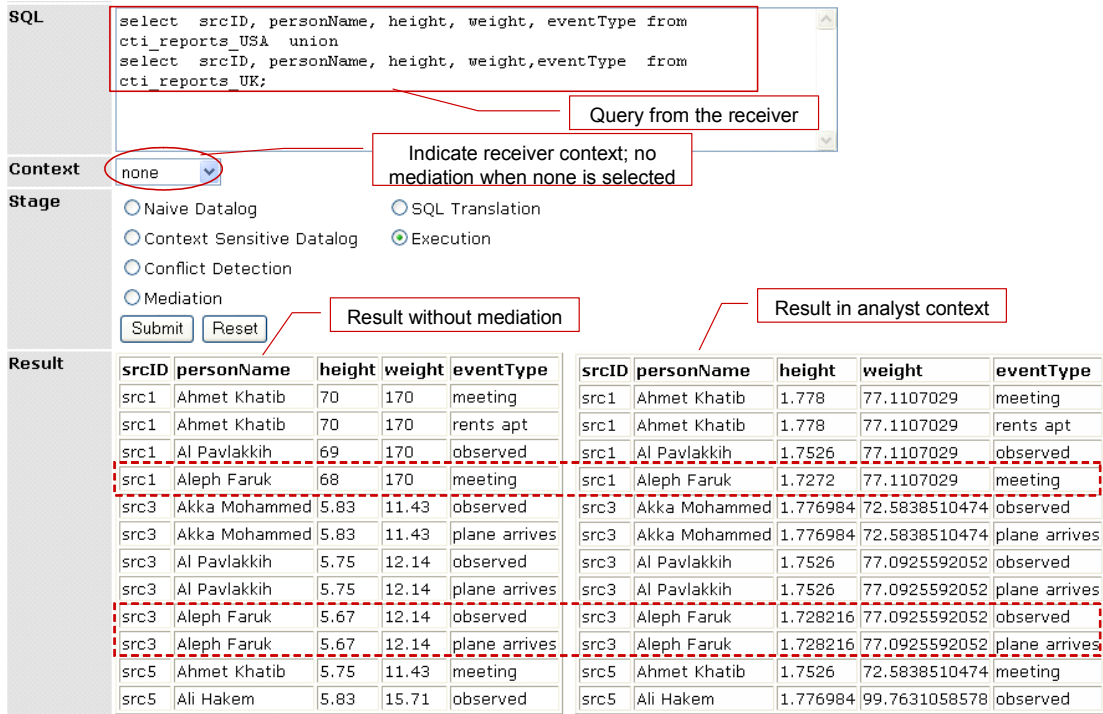 SQL
select  srcID, personName, height, weight, eventType from
cti_reports_USA  union
select  srcID, personName, height, weight,eventType  from
cti_reports_UK;
Query from the receiver
Indicate receiver context; no
mediation when none is selected
Context
none
Stage
Naive Datalog
SQL Translation
Context Sensitive Datalog
Execution
Conflict Detection
Mediation
Submit
Reset
Result without mediation
Result in analyst context
Result
srcID personName height weight eventType srcID personName height weight eventType
src1 Ahmet Khatib 70 170 meeting src1 Ahmet Khatib 1.778 77.1107029 meeting
src1 Ahmet Khatib 70 170 rents apt src1 Ahmet Khatib 1.778 77.1107029 rents apt
src1 Al Pavlakkih 69 170 observed src1 Al Pavlakkih 1.7526 77.1107029 observed
src1 Aleph Faruk 68 170 meeting src1 Aleph Faruk 1.7272 77.1107029 meeting
src3 Akka Mohammed 5.83 11.43 observed src3 Akka Mohammed 1.776984 72.5838510474 observed
src3 Akka Mohammed 5.83 11.43 plane arrives src3 Akka Mohammed 1.776984 72.5838510474 plane arrives
src3 Al Pavlakkih 5.75 12.14 observed src3 Al Pavlakkih 1.7526 77.0925592052 observed
src3 Al Pavlakkih 5.75 12.14 plane arrives src3 Al Pavlakkih 1.7526 77.0925592052 plane arrives
src3 Aleph Faruk 5.67 12.14 observed src3 Aleph Faruk 1.728216 77.0925592052 observed
src3 Aleph Faruk 5.67 12.14 plane arrives src3 Aleph Faruk 1.728216 77.0925592052 plane arrives
src5 Ahmet Khatib 5.75 11.43 meeting src5 Ahmet Khatib 1.7526 72.5838510474 meeting
src5 Ali Hakem 5.83 15.71 observed src5 Ali Hakem 1.776984 99.7631058578 observed